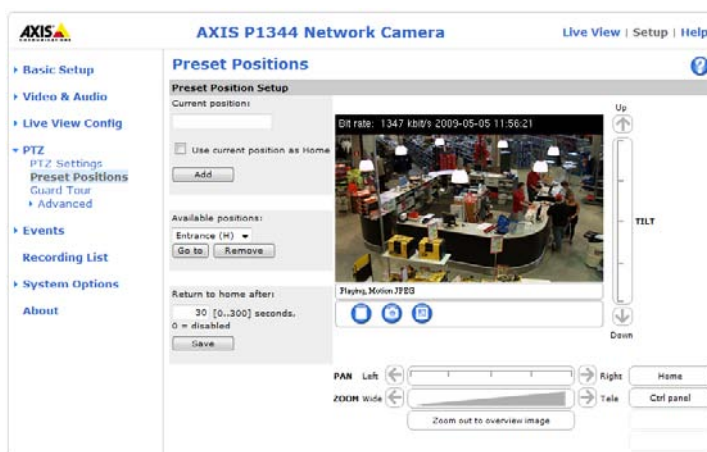 AXIS
COMMUNICATIONS
AXIS P1344 Network Camera
Live View | Setup | Help
Basic Setup
Video & Audio
Live View Config
PTZ
PTZ Settings
Preset Positions
Guard Tour
Advanced
Events
Recording List
System Options
About
Preset Positions
?
Preset Position Setup
Current position:
Use current position as Home
Add
Available positions:
Entrance (H)
Go to
Remove
Return to home after:
30 [0..300] seconds,
0 = disabled
Save
Bit rate: 1347 kbit/s 2009-05-05 11:56:21
Playing, Motion JPEG
Up
TILT
Down
PAN Left
Right
Home
ZOOM Wide
Tele
Ctrl panel
Zoom out to overview image